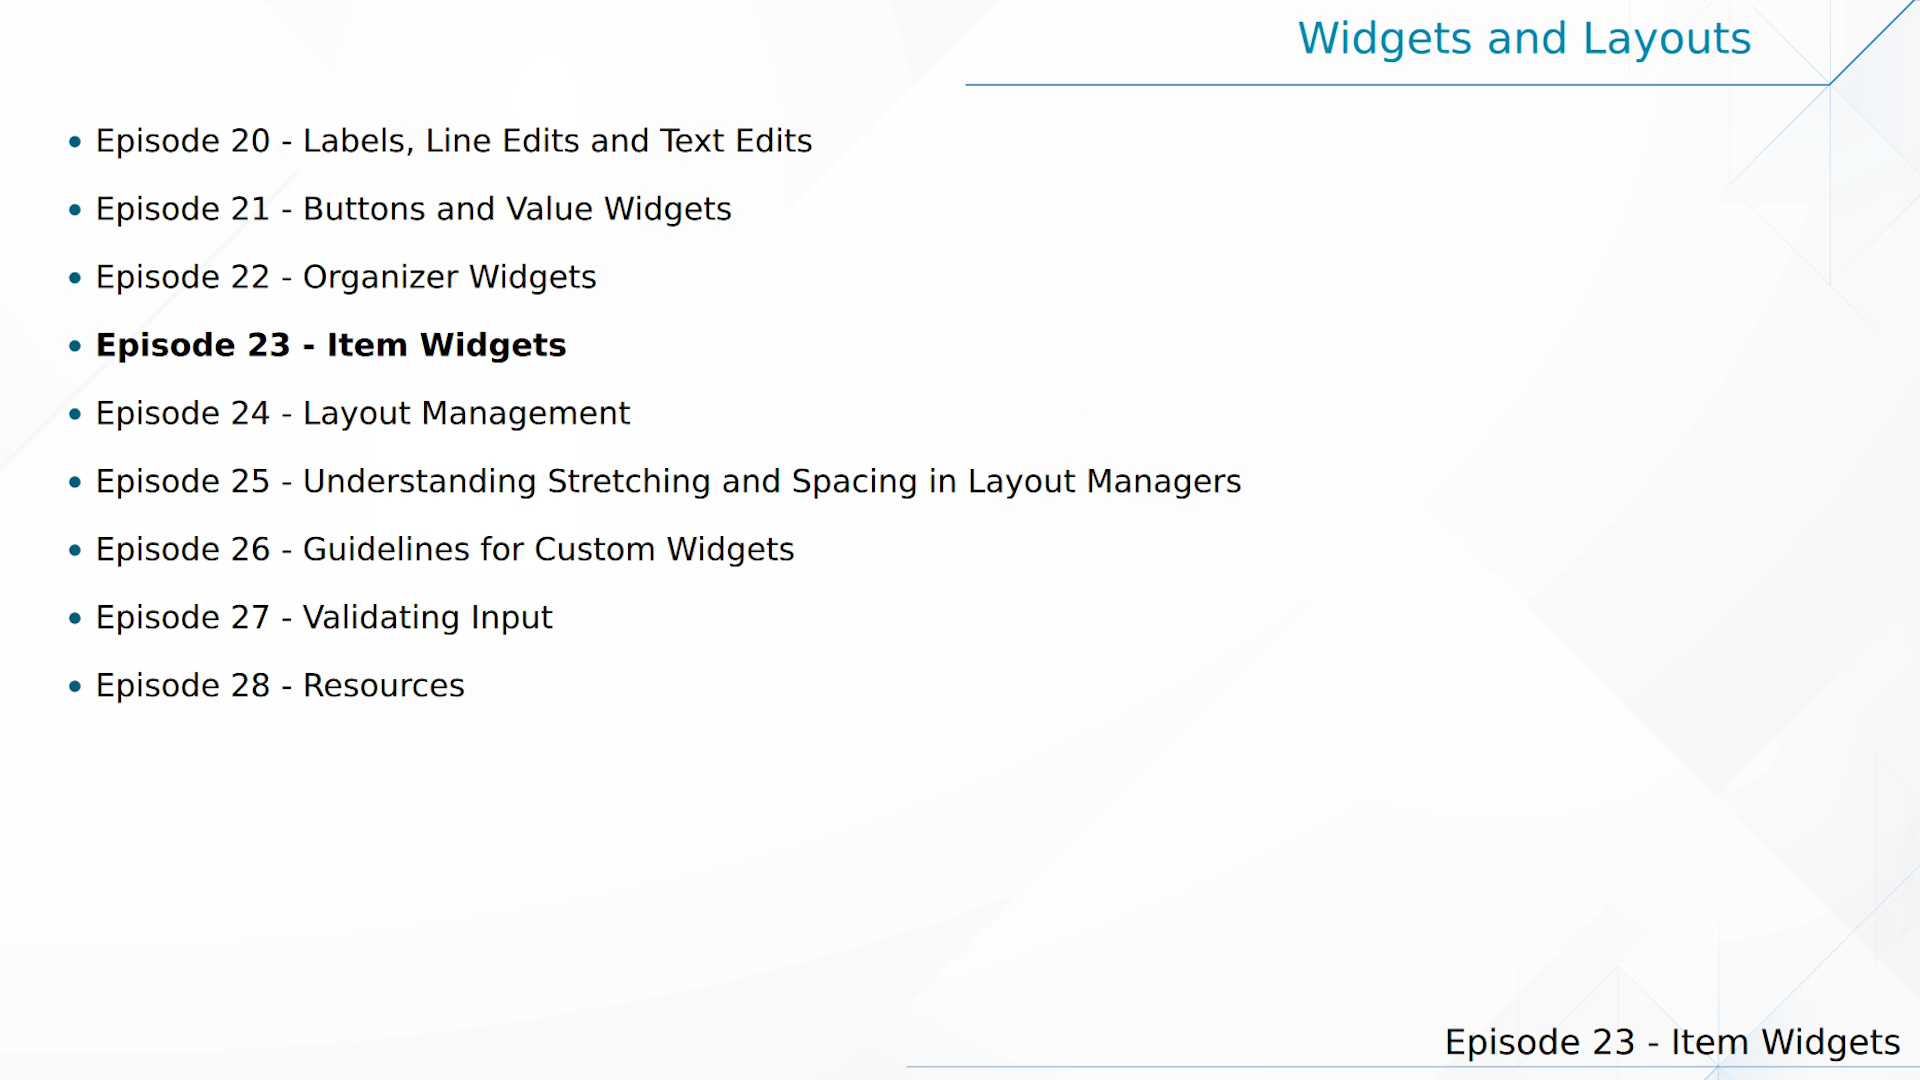 Widgets and Layouts
• Episode 20 - Labels, Line Edits and Text Edits
• Episode 21 - Buttons and Value Widgets
• Episode 22 - Organizer Widgets
• Episode 23 - Item Widgets
• Episode 24 - Layout Management
• Episode 25 - Understanding Stretching and Spacing in Layout Managers
• Episode 26 - Guidelines for Custom Widgets
• Episode 27 - Validating Input
• Episode 28 - Resources
Episode 23 - Item Widgets